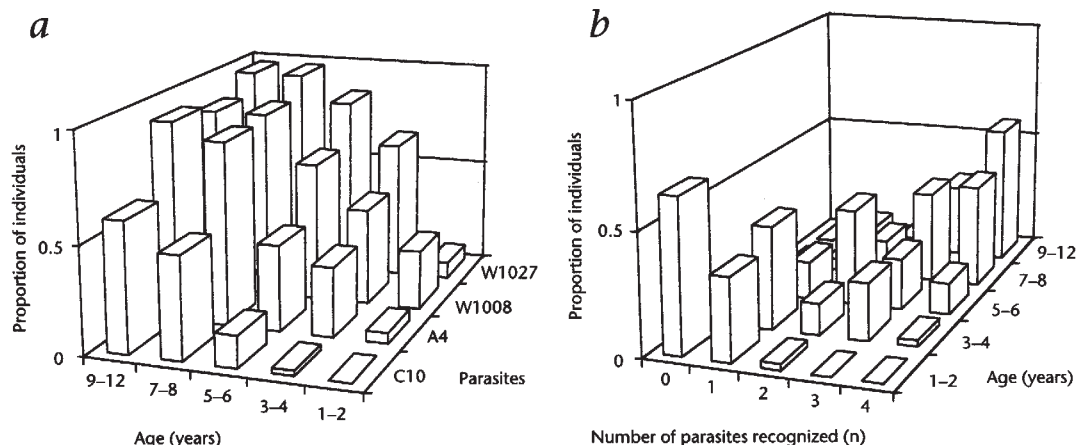 a
Proportion of individuals
1
0.5
0
9–12
7–8
5–6
3–4
1–2
Age (years)
C10
A4
W1008
W1027
Parasites
b
Proportion of individuals
1
0.5
0
0
1
2
3
4
Number of parasites recognized (n)
1–2
3–4
5–6
7–8
9–12
Age (years)